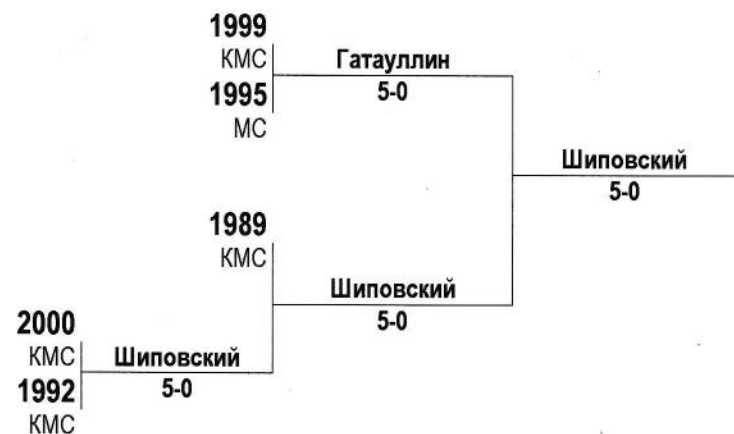 1999
КМС
Гатауллин
1995
5-0
МС
Шиповский
5-0
1989
КМС
Шиповский
5-0
2000
КМС
Шиповский
1992
5-0
КМС